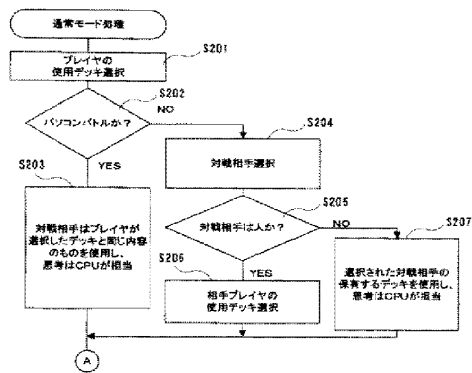 通常モード処理
S201
プレイヤの
使用デッキ選択
S202
パソコンバトルか？
NO
YES
S203
対戦相手はプレイヤが
選択したデッキと同じ内容
のものを使用し、
思考はCPUが担当
S204
対戦相手選択
S205
対戦相手は人か？
NO
YES
S206
相手プレイヤの
使用デッキ選択
S207
選択された対戦相手の
保有するデッキを使用し、
思考はCPUが担当
A